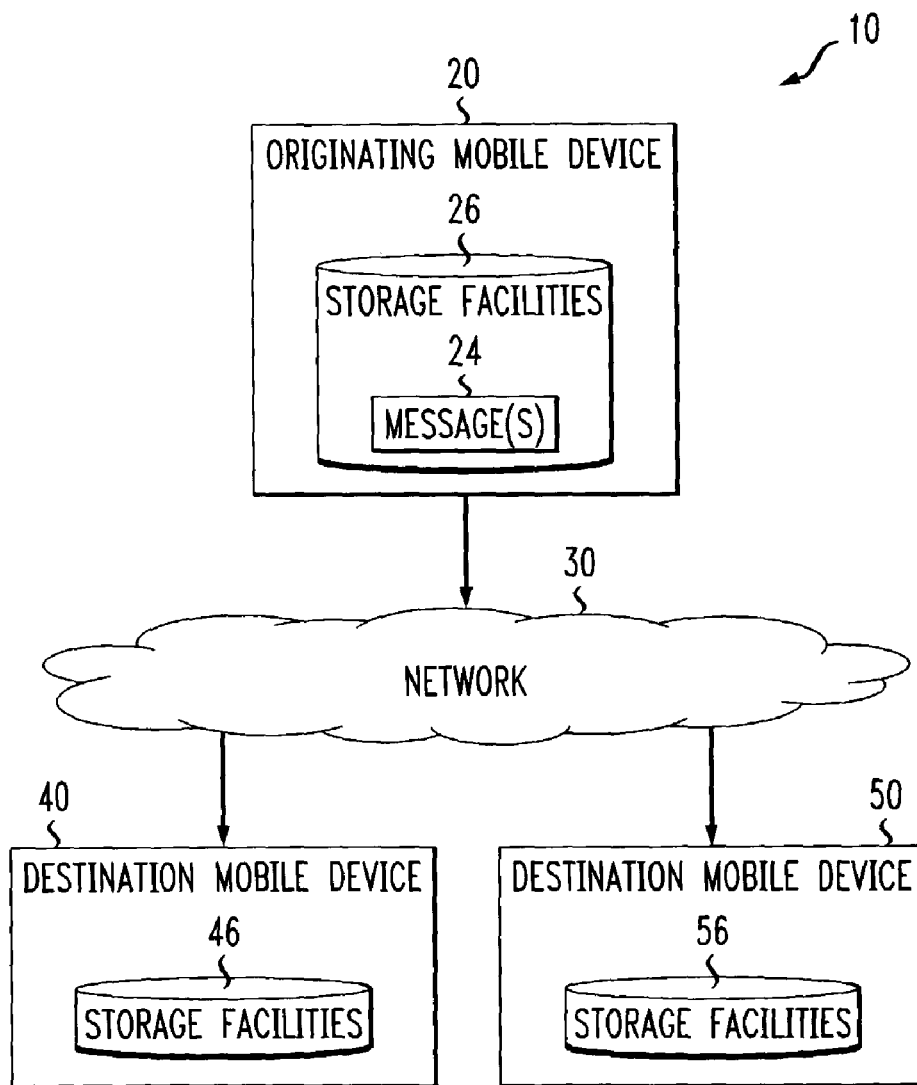 10
20
ORIGINATING MOBILE DEVICE
26
STORAGE FACILITIES
24
MESSAGE(S)
30
NETWORK
40
DESTINATION MOBILE DEVICE
46
STORAGE FACILITIES
50
DESTINATION MOBILE DEVICE
56
STORAGE FACILITIES